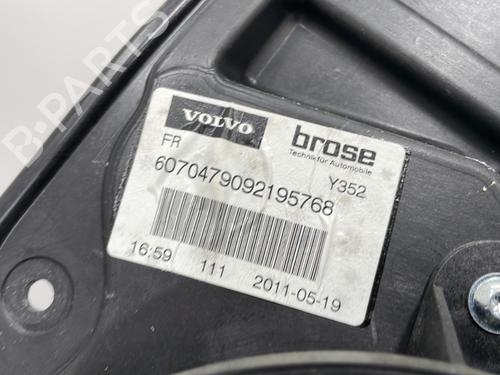 VOLVO
brose
Technik für Automobile
FR
Y352
6070479092195768
16:59 111 2011-05-19
B-PARTS